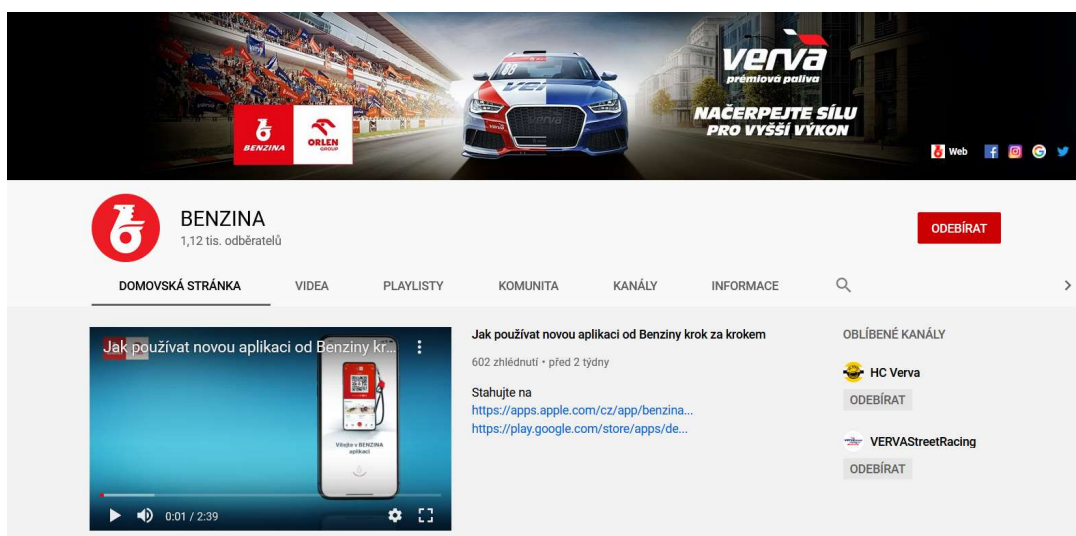 verva
prémiová paliva
NAČERPEJTE SÍLU
PRO VYŠŠÍ VÝKON
BENZINA
ORLEN
GROUP
88
verva
Web
BENZINA
1,12 tis. odběratelů
ODEBÍRAT
DOMOVSKÁ STRÁNKA
VIDEA
PLAYLISTY
KOMUNITA
KANÁLY
INFORMACE
Jak používat novou aplikaci od Benziny kr...
Vítejte v BENZINA
aplikaci
0:01 / 2:39
Jak používat novou aplikaci od Benziny krok za krokem
602 zhlédnutí • před 2 týdny
Stahujte na
https://apps.apple.com/cz/app/benzina...
https://play.google.com/store/apps/de...
OBLÍBENÉ KANÁLY
HC Verva
ODEBÍRAT
VERVAStreetRacing
ODEBÍRAT